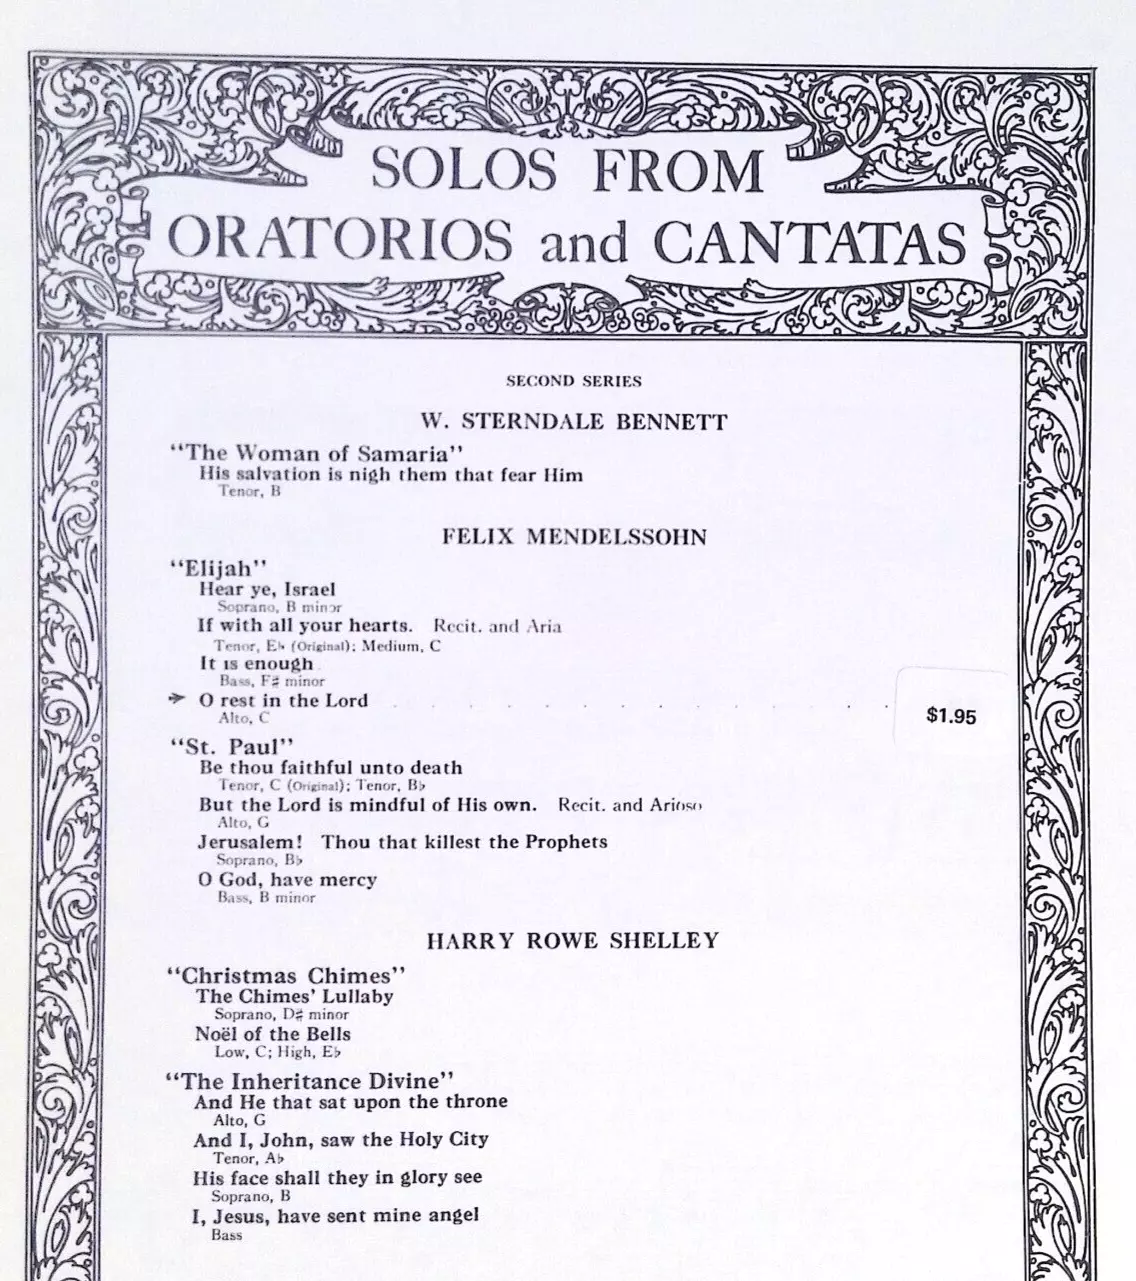 SOLOS FROM
ORATORIOS and CANTATAS
SECOND SERIES
W. STERNDALE BENNETT
"The Woman of Samaria"
His salvation is nigh them that fear Him
Tenor, B
FELIX MENDELSSOHN
"Elijah"
Hear ye, Israel
Soprano, B minor
If with all your hearts. Recit. and Aria
Tenor, E♭ (Original); Medium, C
It is enough
Bass, F♯ minor
➔ O rest in the Lord . . . . . . . . . . $1.95
Alto, C
"St. Paul"
Be thou faithful unto death
Tenor, C (Original); Tenor, B♭
But the Lord is mindful of His own. Recit. and Arioso
Alto, G
Jerusalem! Thou that killest the Prophets
Soprano, B♭
O God, have mercy
Bass, B minor
HARRY ROWE SHELLEY
"Christmas Chimes"
The Chimes' Lullaby
Soprano, D♯ minor
Noël of the Bells
Low, C; High, E♭
"The Inheritance Divine"
And He that sat upon the throne
Alto, G
And I, John, saw the Holy City
Tenor, A♭
His face shall they in glory see
Soprano, B
I, Jesus, have sent mine angel
Bass